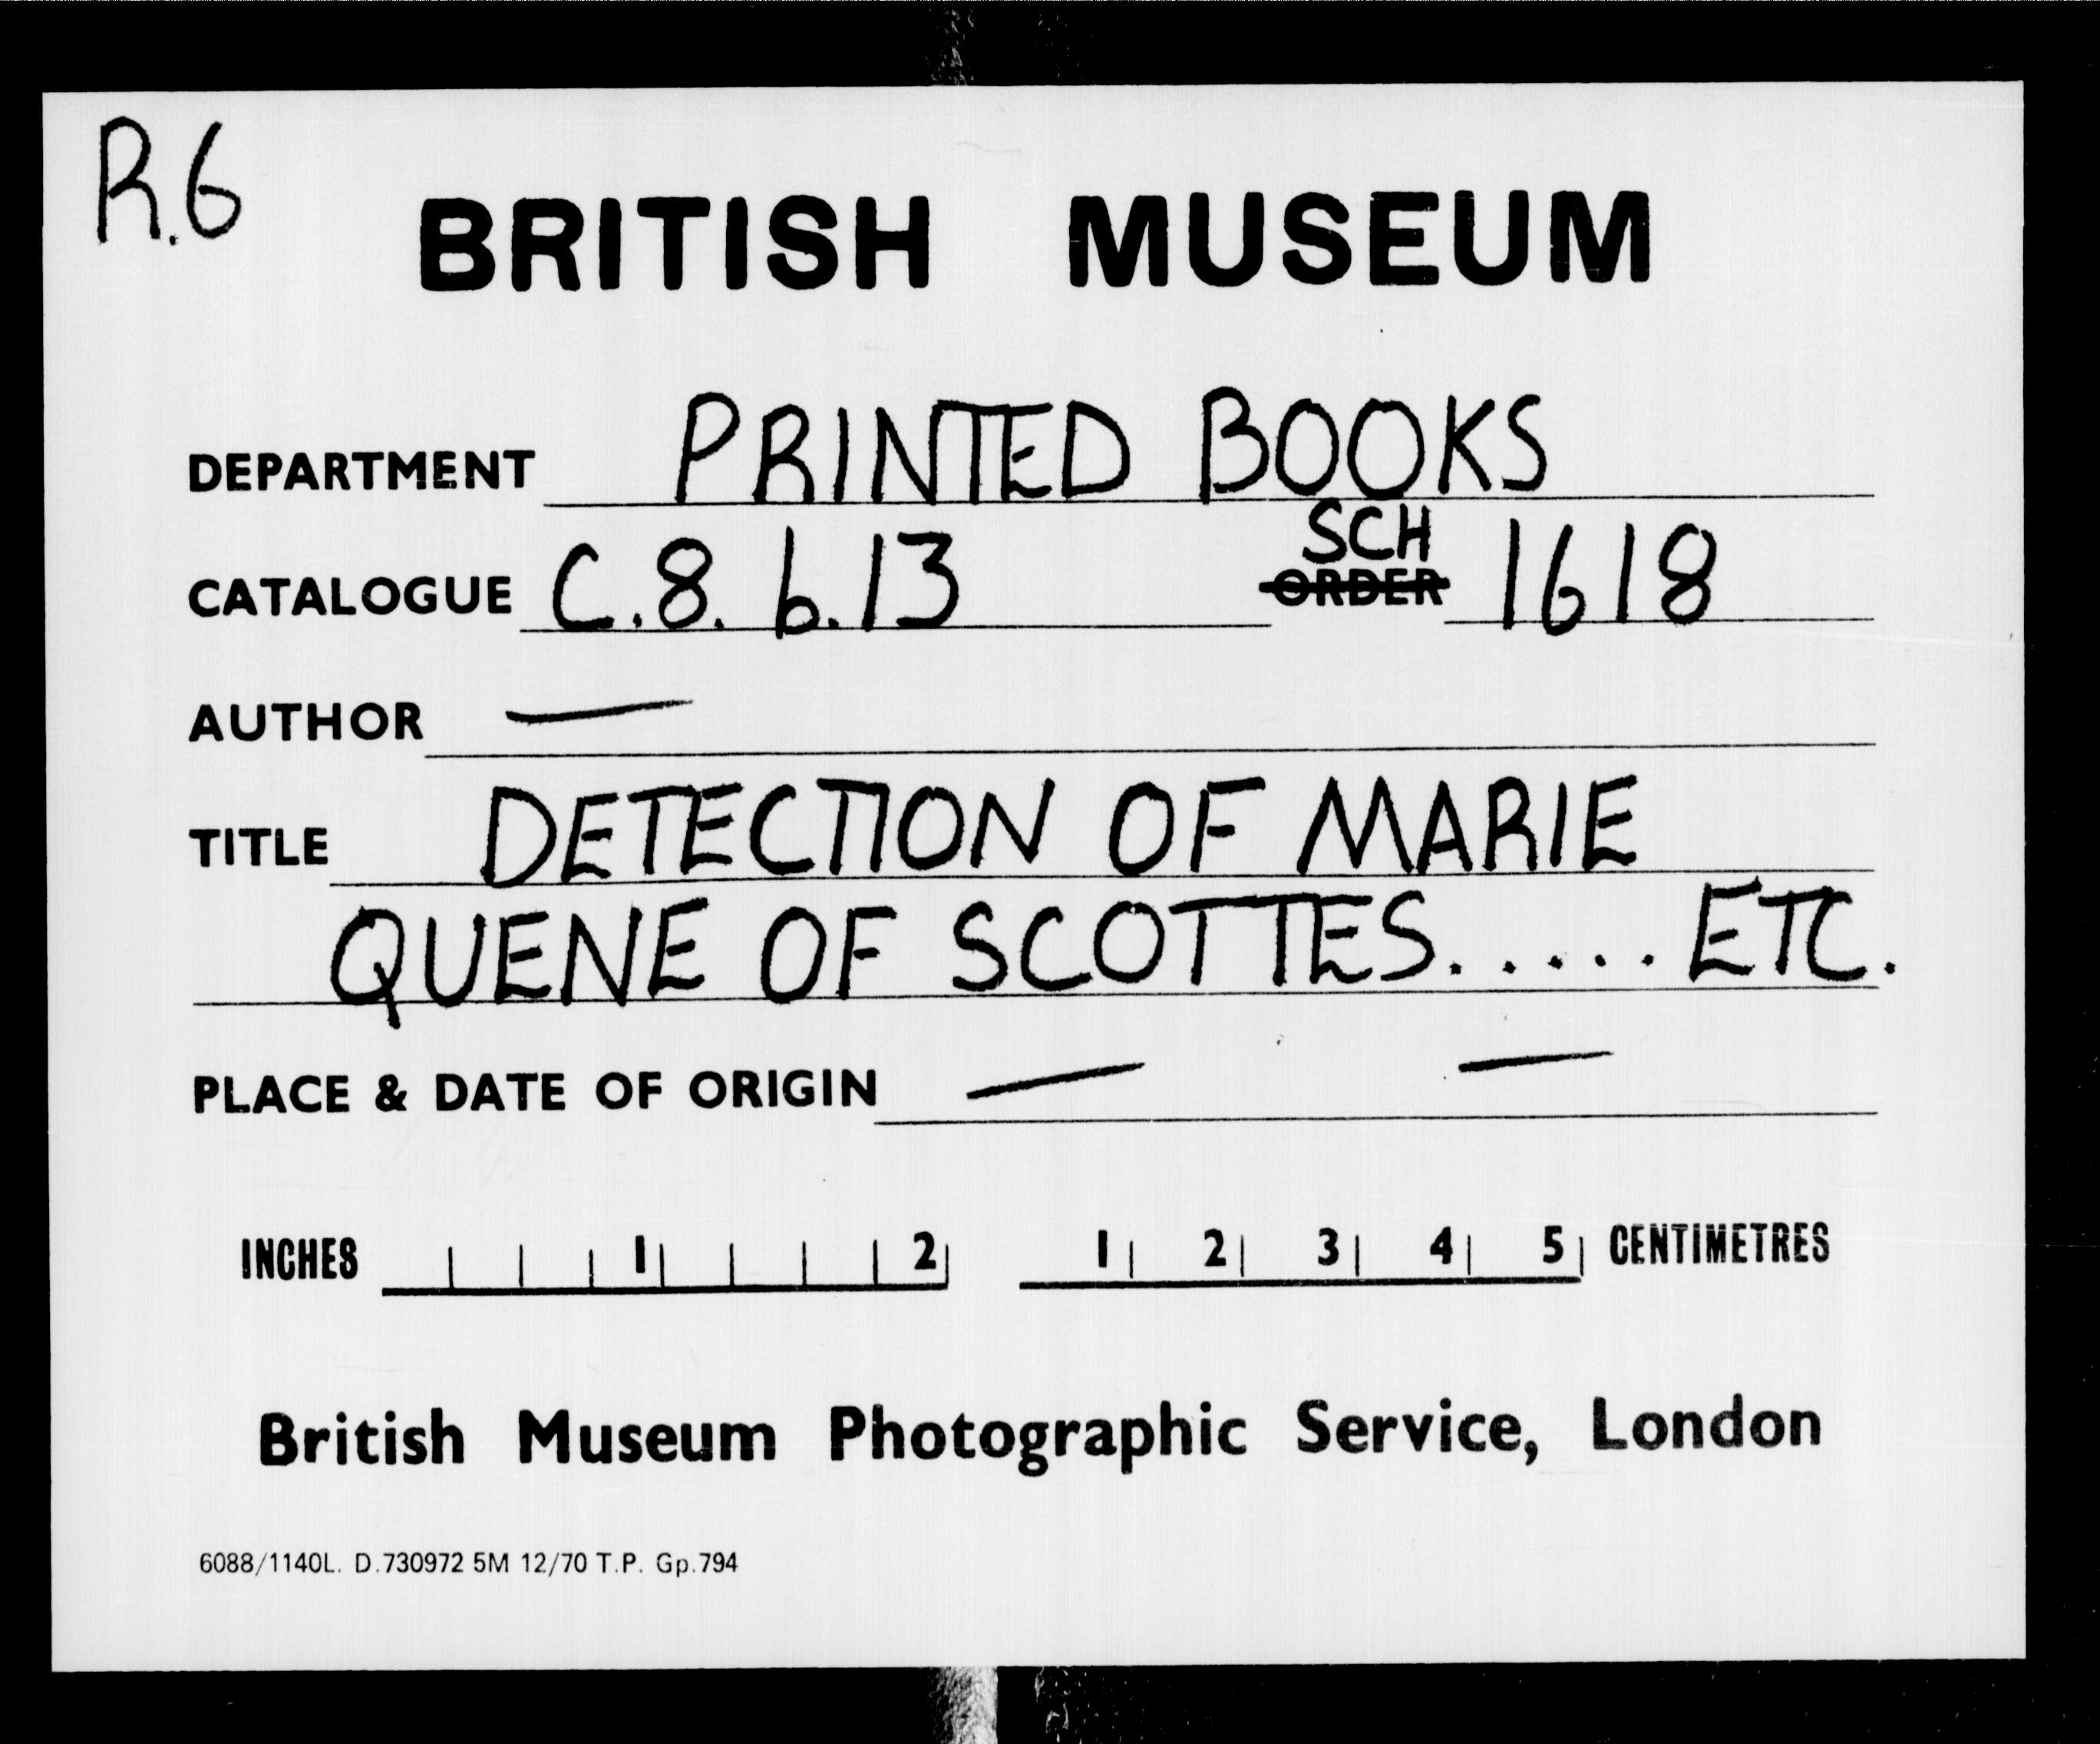 R.6
BRITISH MUSEUM
DEPARTMENT PRINTED BOOKS
SCH
CATALOGUE C.8. b.13 ORDER 1618
AUTHOR —
TITLE DETECTION OF MARIE
QUENE OF SCOTTES..... ETC.
PLACE & DATE OF ORIGIN — —
INCHES 1 2 1 2 3 4 5 CENTIMETRES
British Museum Photographic Service, London
6088/1140L. D.730972 5M 12/70 T.P. Gp.794